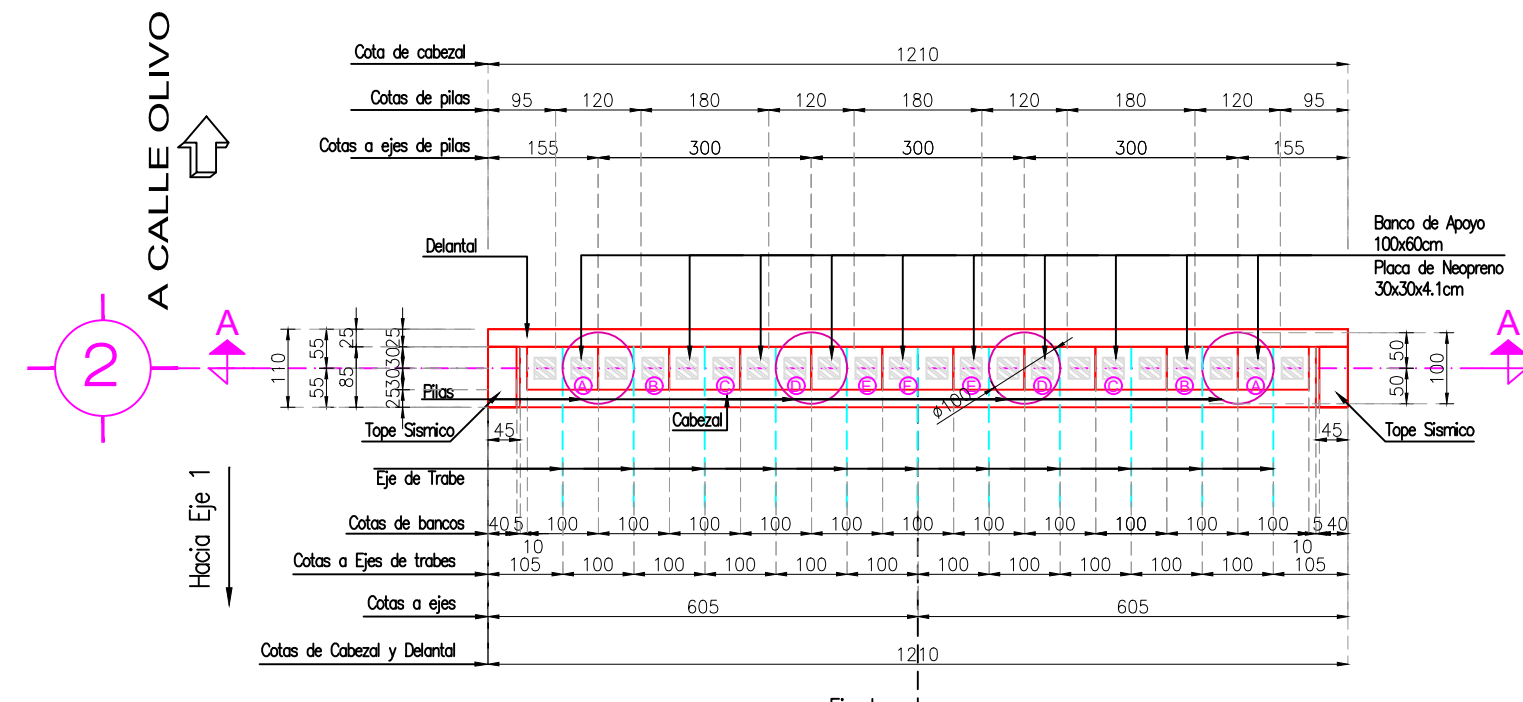 A CALLE OLIVO
Cota de cabezal
1210
Cotas de pilas
95 120 180 120 180 120 180 120 95
Cotas a ejes de pilas
155 300 300 300 155
Delantal
Banco de Apoyo
100x60cm
Placa de Neopreno
30x30x4.1cm
2
A
A
110
55
55
25
85
25
30
30
25
50
50
100
A B C D E F E D C B A
ø100
Pilas
Cabezal
Tope Sismico
Tope Sismico
45
45
Eje de Trabe
Hacia Eje 1
Cotas de bancos
40 5 100 100 100 100 100 100 100 100 100 100 100 5 40
10
10
Cotas a Ejes de trabes
105 100 100 100 100 100 100 100 100 100 100 105
Cotas a ejes
605 605
Cotas de Cabezal y Delantal
1210